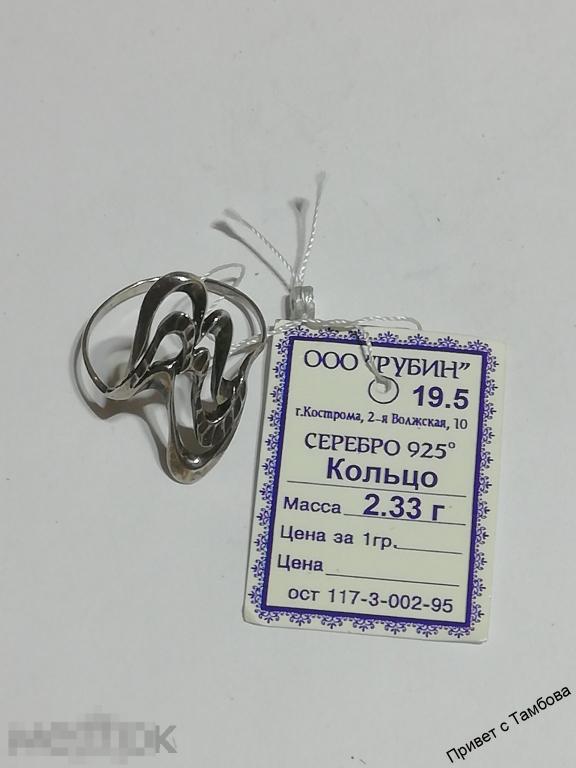 ООО "РУБИН"
19.5
г.Кострома, 2-я Волжская, 10
СЕРЕБРО 925°
Кольцо
Масса 2.33 г
Цена за 1гр.
Цена
ост 117-3-002-95
Привет с Тамбова